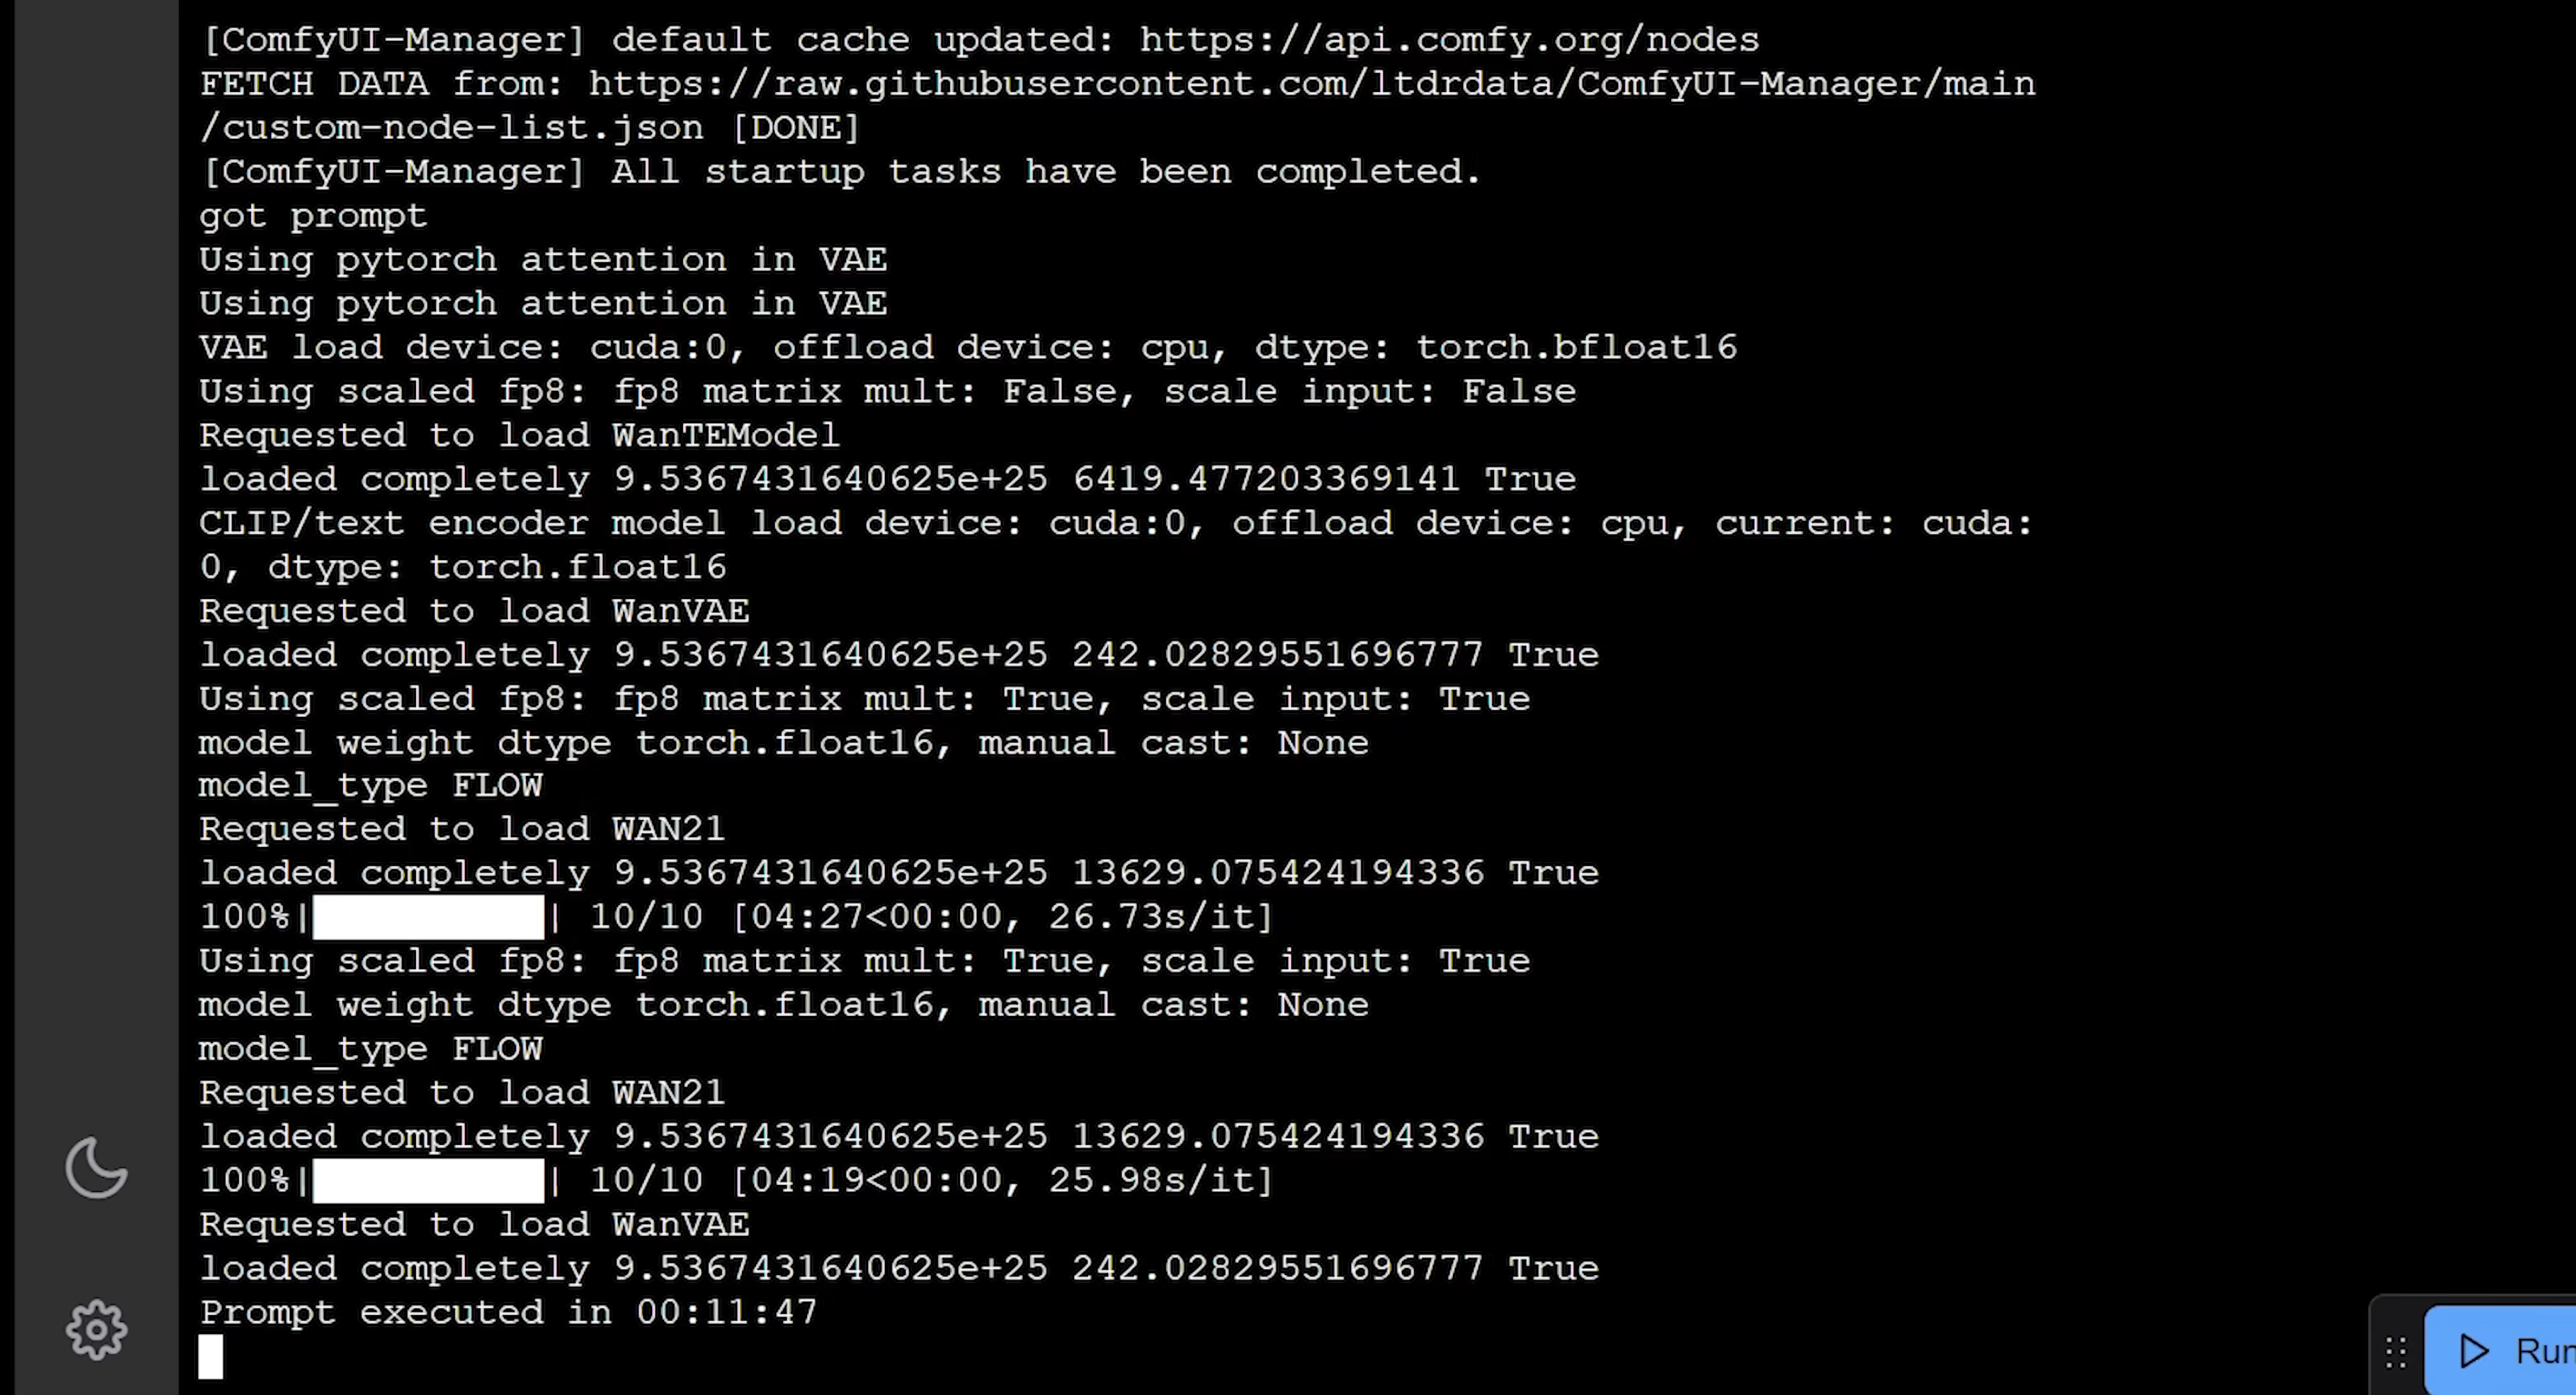 [ComfyUI-Manager] default cache updated: https://api.comfy.org/nodes
FETCH DATA from: https://raw.githubusercontent.com/ltdrdata/ComfyUI-Manager/main
/custom-node-list.json [DONE]
[ComfyUI-Manager] All startup tasks have been completed.
got prompt
Using pytorch attention in VAE
Using pytorch attention in VAE
VAE load device: cuda:0, offload device: cpu, dtype: torch.bfloat16
Using scaled fp8: fp8 matrix mult: False, scale input: False
Requested to load WanTEModel
loaded completely 9.5367431640625e+25 6419.477203369141 True
CLIP/text encoder model load device: cuda:0, offload device: cpu, current: cuda:
0, dtype: torch.float16
Requested to load WanVAE
loaded completely 9.5367431640625e+25 242.02829551696777 True
Using scaled fp8: fp8 matrix mult: True, scale input: True
model weight dtype torch.float16, manual cast: None
model_type FLOW
Requested to load WAN21
loaded completely 9.5367431640625e+25 13629.075424194336 True
100%|██████████| 10/10 [04:27<00:00, 26.73s/it]
Using scaled fp8: fp8 matrix mult: True, scale input: True
model weight dtype torch.float16, manual cast: None
model_type FLOW
Requested to load WAN21
loaded completely 9.5367431640625e+25 13629.075424194336 True
100%|██████████| 10/10 [04:19<00:00, 25.98s/it]
Requested to load WanVAE
loaded completely 9.5367431640625e+25 242.02829551696777 True
Prompt executed in 00:11:47
Run